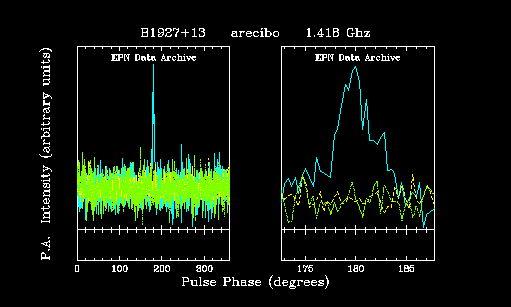 B1927+13 arecibo 1.418 Ghz
EPN Data Archive
EPN Data Archive
P.A. Intensity (arbitrary units)
0 100 200 300
175 180 185
Pulse Phase (degrees)